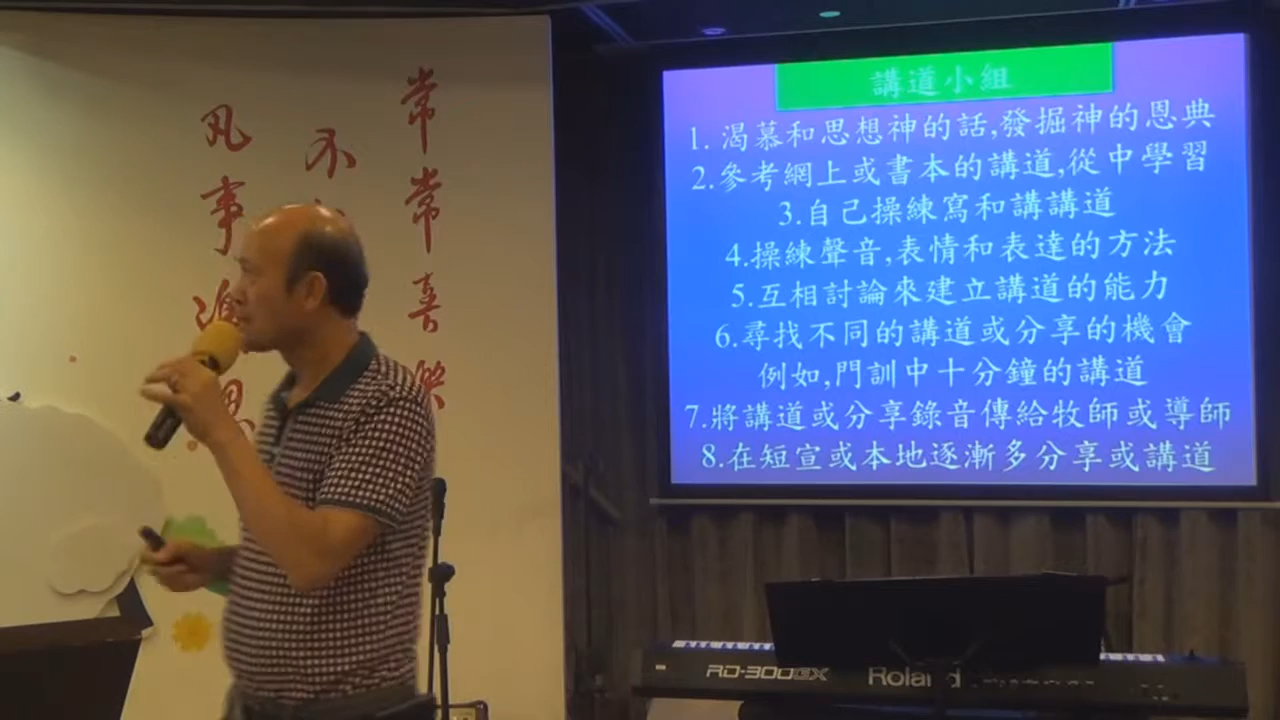 常常喜樂
不
凡事謝恩
講道小組
1. 渴慕和思想神的話,發掘神的恩典
2.參考網上或書本的講道,從中學習
3.自己操練寫和講講道
4.操練聲音,表情和表達的方法
5.互相討論來建立講道的能力
6.尋找不同的講道或分享的機會
例如,門訓中十分鐘的講道
7.將講道或分享錄音傳給牧師或導師
8.在短宣或本地逐漸多分享或講道
RD-300GX
Roland